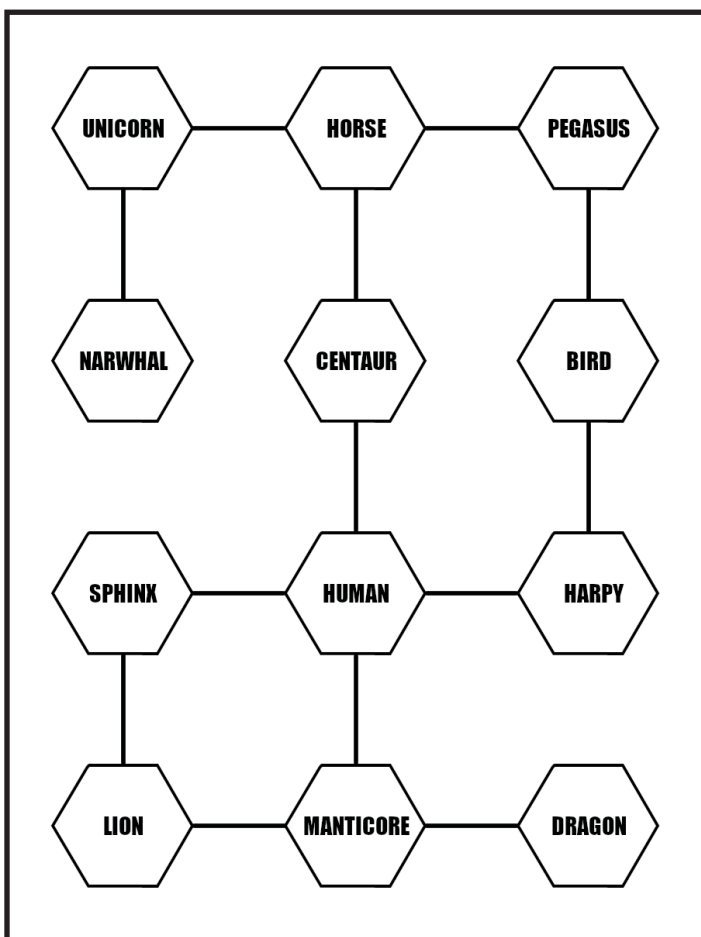 UNICORN HORSE PEGASUS
NARWHAL CENTAUR BIRD
SPHINX HUMAN HARPY
LION MANTICORE DRAGON